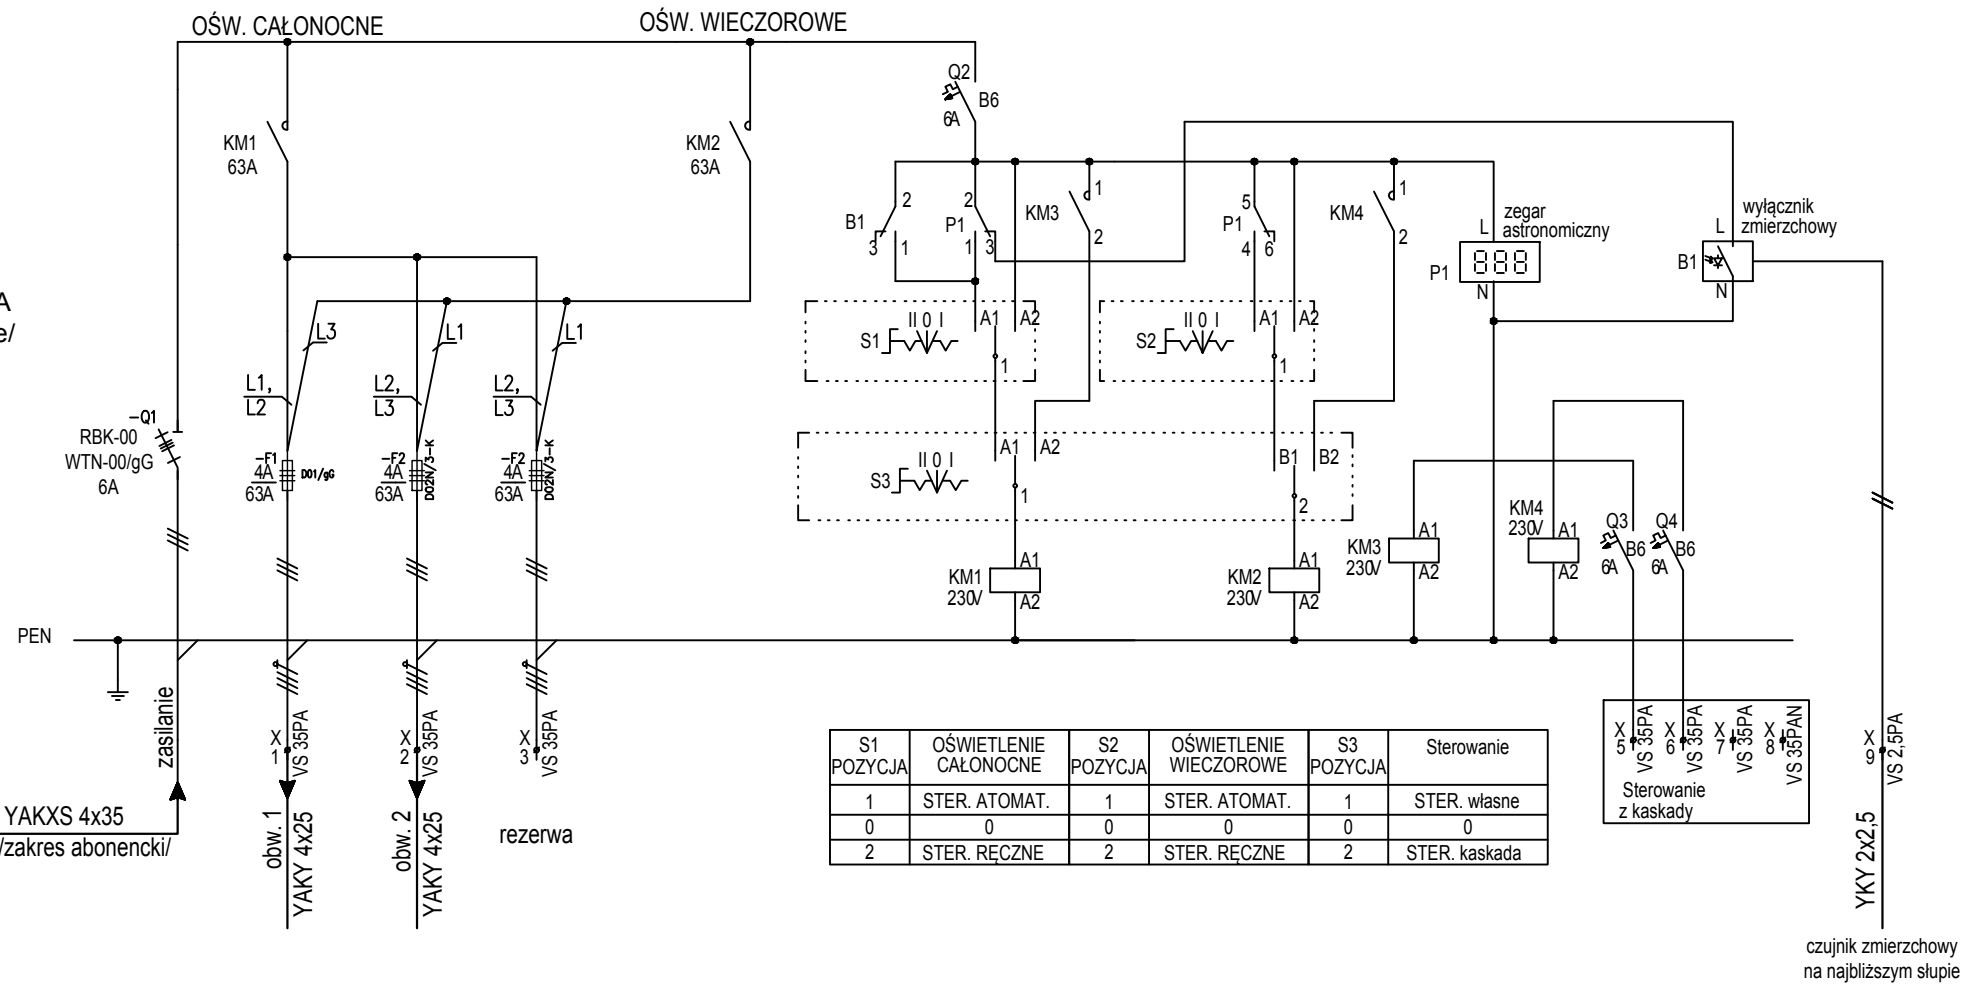 OŚW. CAŁONOCNE
OŚW. WIECZOROWE
Q2
B6
6A
KM1
63A
KM2
63A
B1
2
3
1
2
P1
1
3
KM3
1
2
5
P1
4
6
KM4
1
2
L
zegar
astronomiczny
P1
888
N
L
wyłącznik
zmierzchowy
B1
N
A
e/
L3
L1
L1
S1
II 0 I
A1
A2
1
S2
II 0 I
A1
A2
1
L1,
L2
L2,
L3
L2,
L3
-Q1
RBK-00
WTN-00/gG
6A
-F1
4A
63A
D01/gG
-F2
4A
63A
D02N/3-K
-F2
4A
63A
D02N/3-K
S3
II 0 I
A1
A2
1
B1
B2
2
KM1
230V
A1
A2
KM2
230V
A1
A2
KM3
230V
A1
A2
KM4
230V
A1
A2
Q3
B6
6A
Q4
B6
6A
PEN
zasilanie
X
1
VS 35PA
X
2
VS 35PA
X
3
VS 35PA
YAKXS 4x35
/zakres abonencki/
obw. 1
YAKY 4x25
obw. 2
YAKY 4x25
rezerwa
S1 POZYCJA OŚWIETLENIE CAŁONOCNE S2 POZYCJA OŚWIETLENIE WIECZOROWE S3 POZYCJA Sterowanie
1 STER. ATOMAT. 1 STER. ATOMAT. 1 STER. własne
0 0 0 0 0 0
2 STER. RĘCZNE 2 STER. RĘCZNE 2 STER. kaskada
X
5
VS 35PA
X
6
VS 35PA
X
7
VS 35PA
X
8
VS 35PAN
Sterowanie
z kaskady
X
9
VS 2,5PA
YKY 2x2,5
czujnik zmierzchowy
na najbliższym słupie